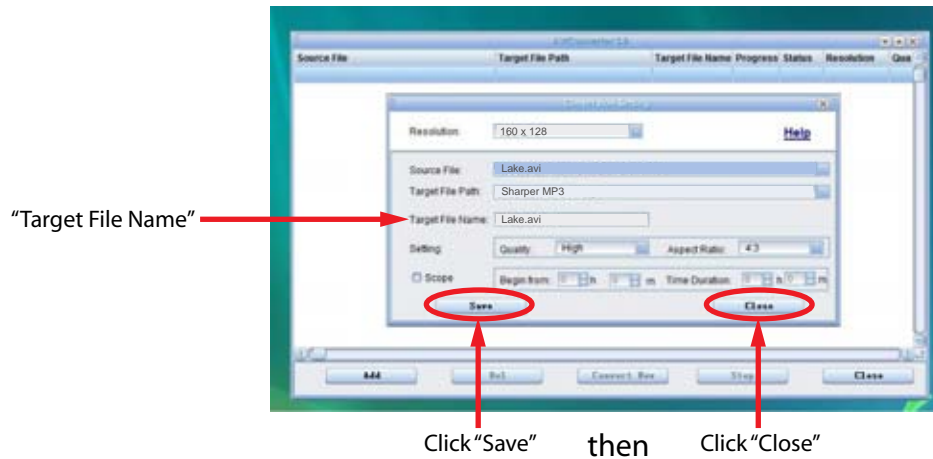 Source File Target File Path Target File Name Progress Status Resolution
Resolution: 160 x 128 Help
Source File: Lake.avi
Target File Path: Sharper MP3
"Target File Name" Target File Name: Lake.avi
Setting: Quality: High Aspect Ratio: 4:3
Scope Begin from: h m Time Duration: h m
Save Close
Add Del Convert Stop Close
Click "Save" then Click "Close"